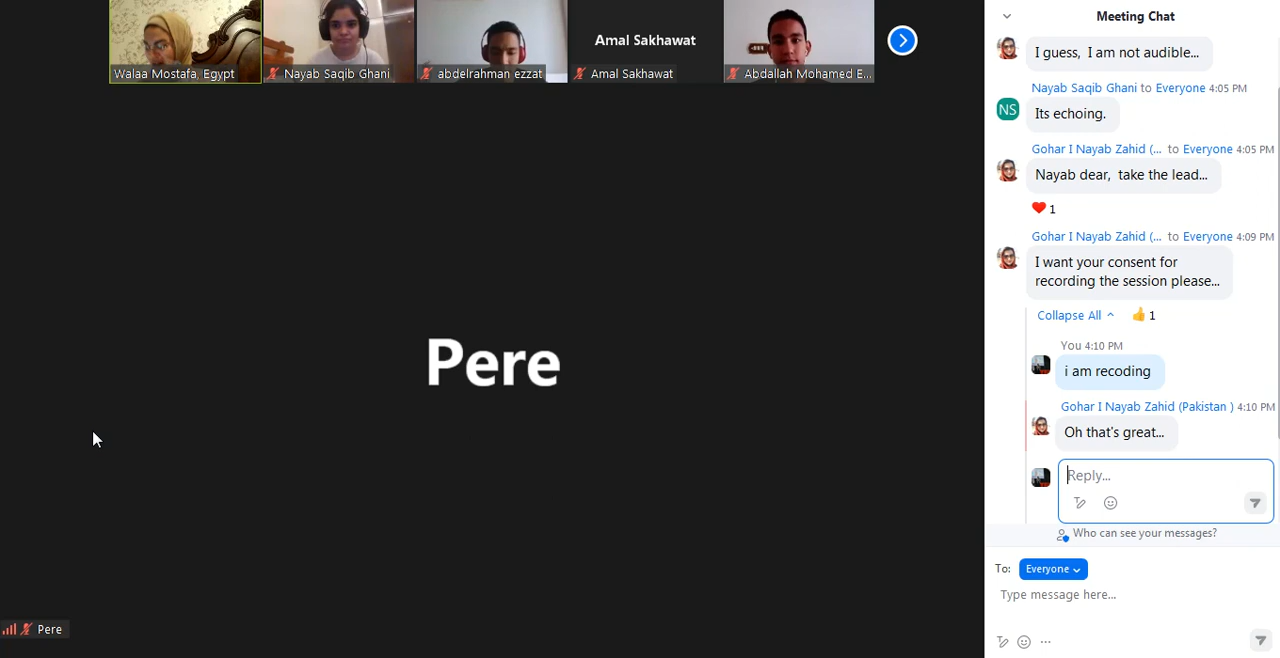 Amal Sakhawat
Walaa Mostafa, Egypt
Nayab Saqib Ghani
abdelrahman ezzat
Amal Sakhawat
Abdallah Mohamed E...
Pere
Pere
Meeting Chat
I guess, I am not audible...
Nayab Saqib Ghani to Everyone 4:05 PM
NS
Its echoing.
Gohar I Nayab Zahid (... to Everyone 4:05 PM
Nayab dear, take the lead...
1
Gohar I Nayab Zahid (... to Everyone 4:09 PM
I want your consent for
recording the session please...
Collapse All 1
You 4:10 PM
i am recoding
Gohar I Nayab Zahid (Pakistan ) 4:10 PM
Oh that's great...
Reply...
Who can see your messages?
To: Everyone
Type message here...